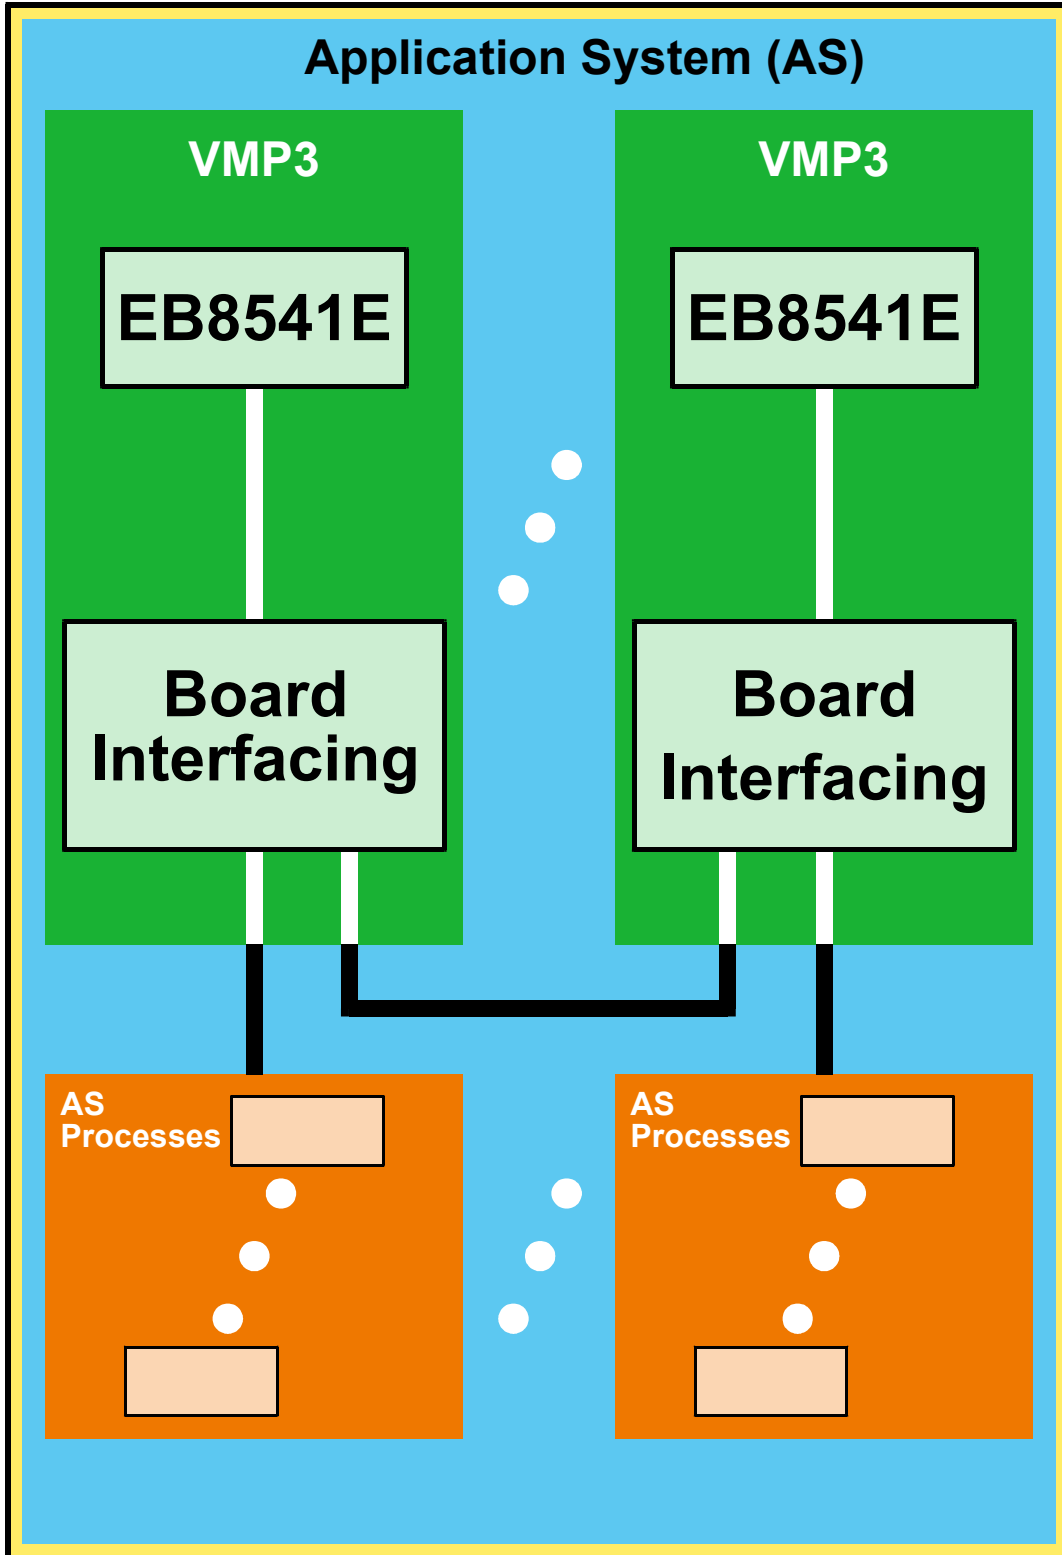 Application System (AS)
VMP3
EB8541E
Board
Interfacing
AS
Processes
VMP3
EB8541E
Board
Interfacing
AS
Processes